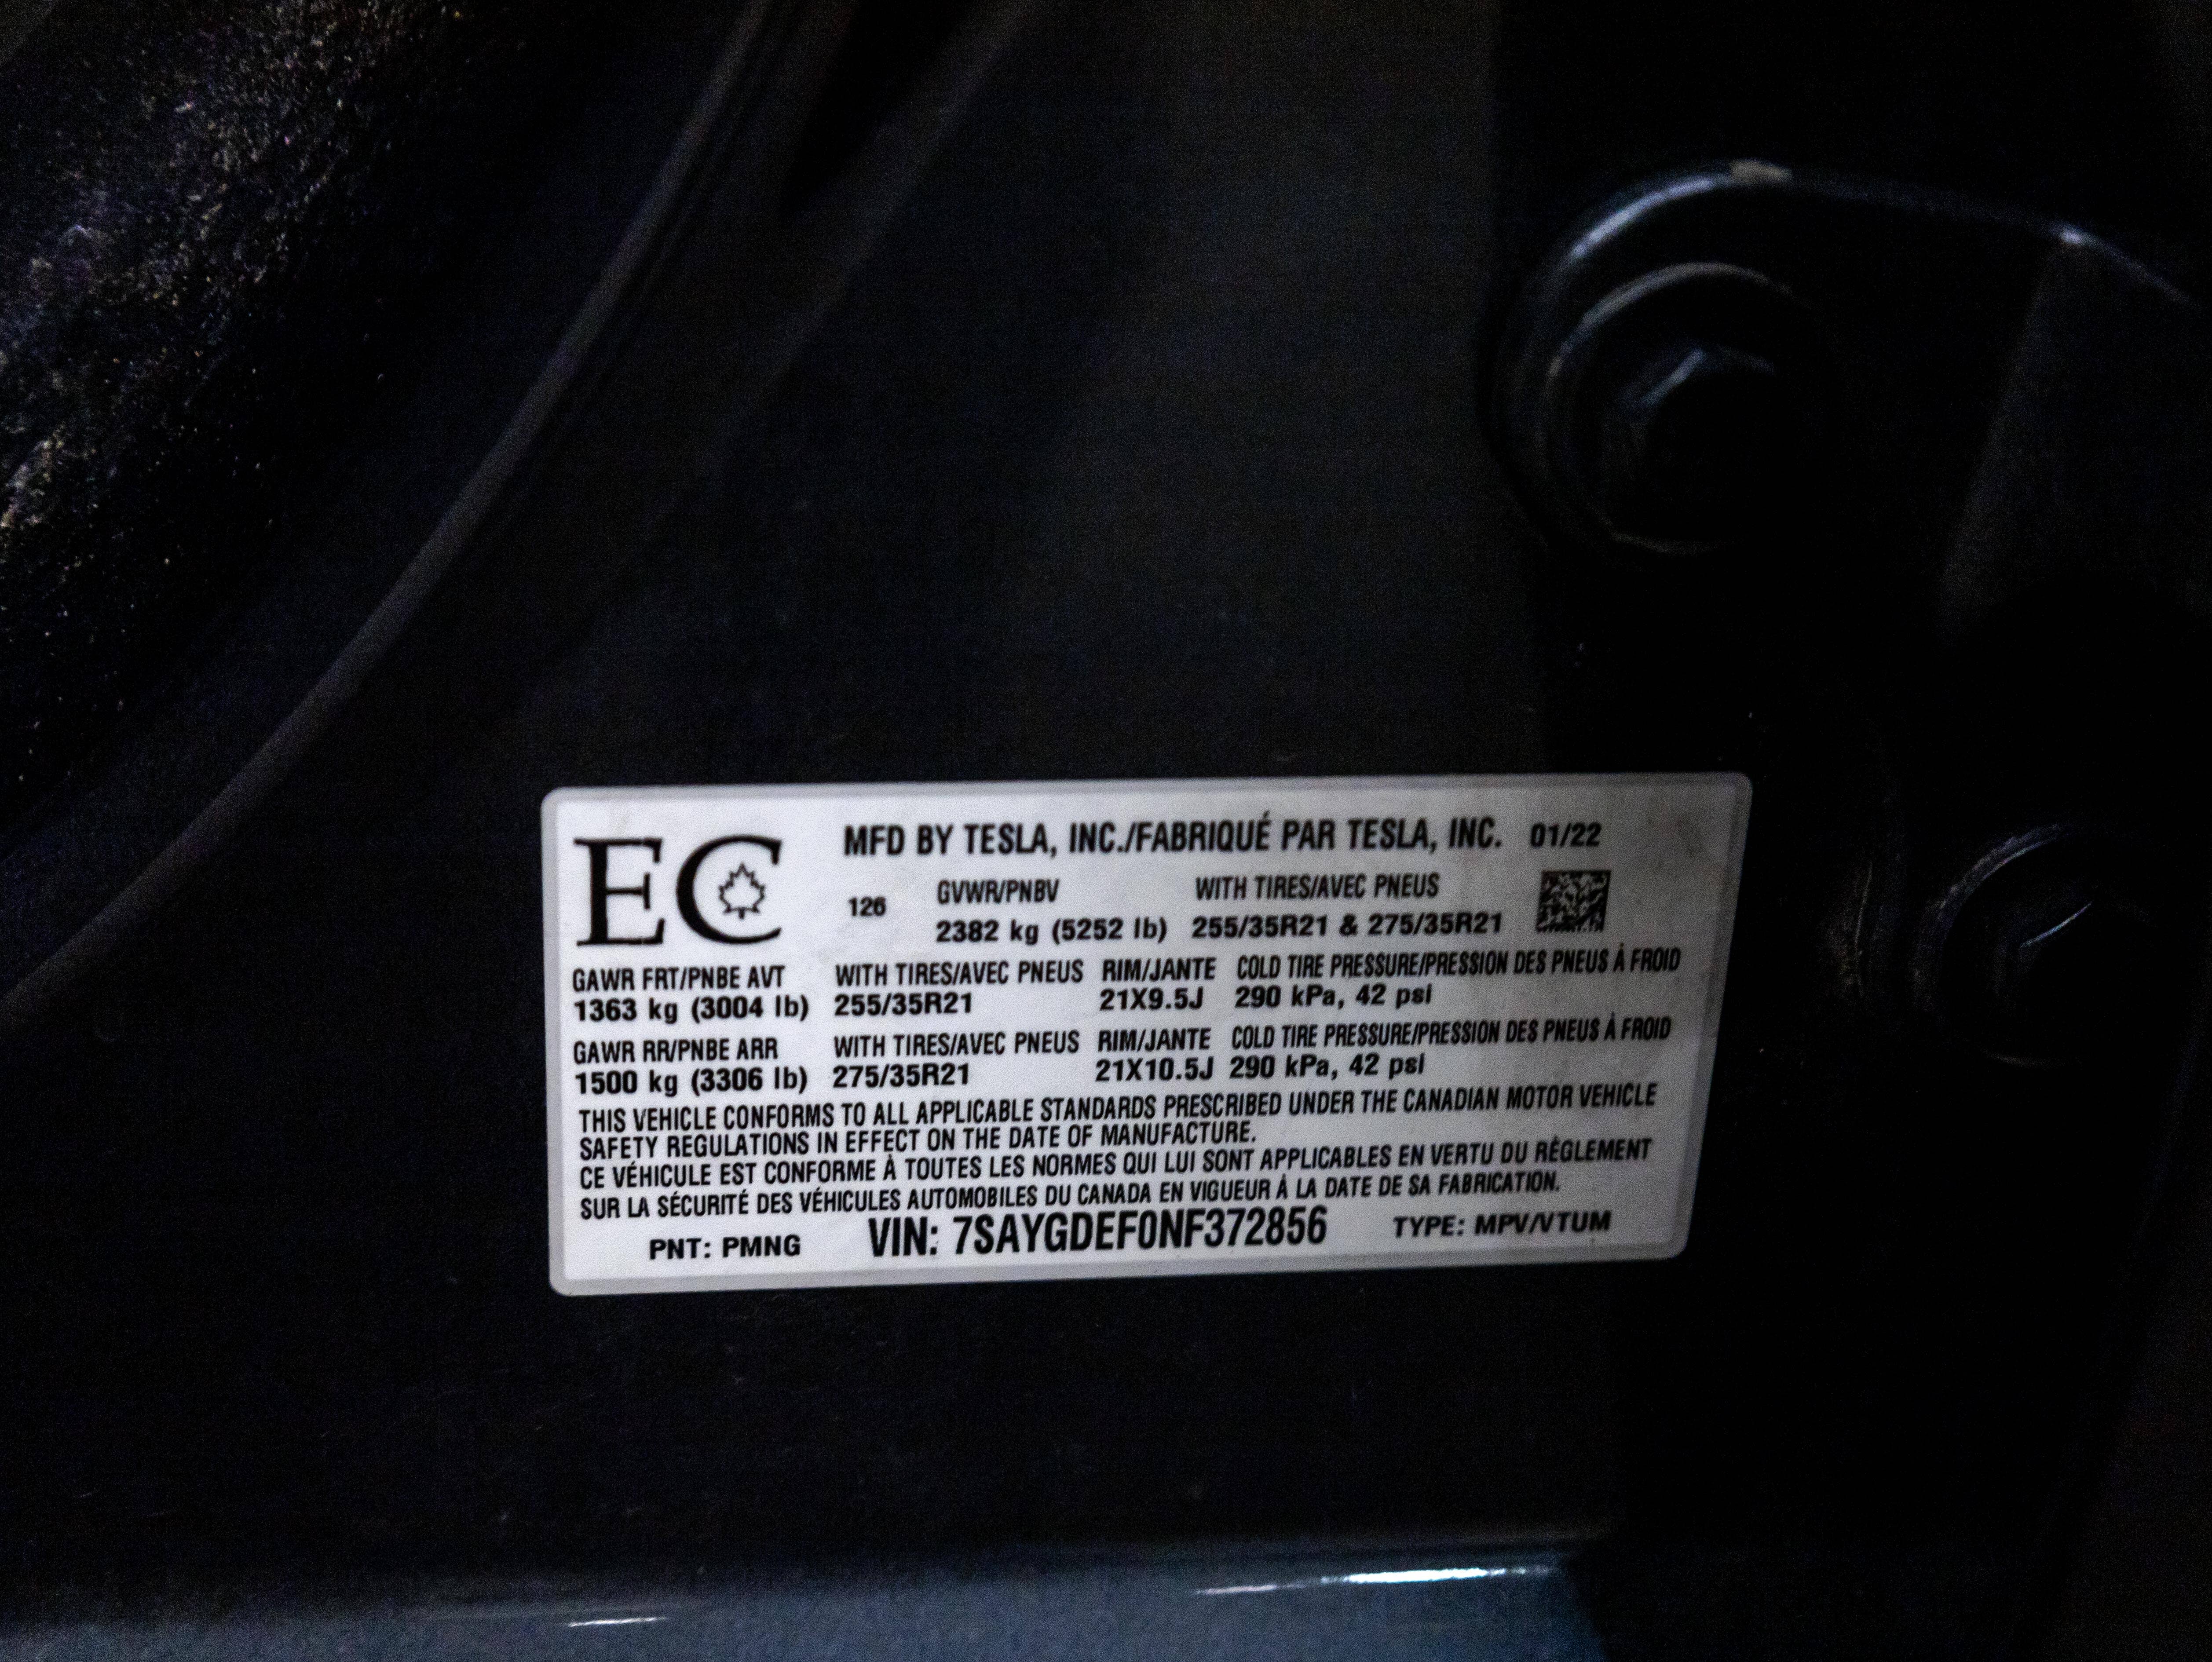 EC
MFD BY TESLA, INC./FABRIQUÉ PAR TESLA, INC. 01/22
126 GVWR/PNBV WITH TIRES/AVEC PNEUS
2382 kg (5252 lb) 255/35R21 & 275/35R21
GAWR FRT/PNBE AVT WITH TIRES/AVEC PNEUS RIM/JANTE COLD TIRE PRESSURE/PRESSION DES PNEUS À FROID
1363 kg (3004 lb) 255/35R21 21X9.5J 290 kPa, 42 psi
GAWR RR/PNBE ARR WITH TIRES/AVEC PNEUS RIM/JANTE COLD TIRE PRESSURE/PRESSION DES PNEUS À FROID
1500 kg (3306 lb) 275/35R21 21X10.5J 290 kPa, 42 psi
THIS VEHICLE CONFORMS TO ALL APPLICABLE STANDARDS PRESCRIBED UNDER THE CANADIAN MOTOR VEHICLE
SAFETY REGULATIONS IN EFFECT ON THE DATE OF MANUFACTURE.
CE VÉHICULE EST CONFORME À TOUTES LES NORMES QUI LUI SONT APPLICABLES EN VERTU DU RÈGLEMENT
SUR LA SÉCURITÉ DES VÉHICULES AUTOMOBILES DU CANADA EN VIGUEUR À LA DATE DE SA FABRICATION.
PNT: PMNG VIN: 7SAYGDEF0NF372856 TYPE: MPV/VTUM